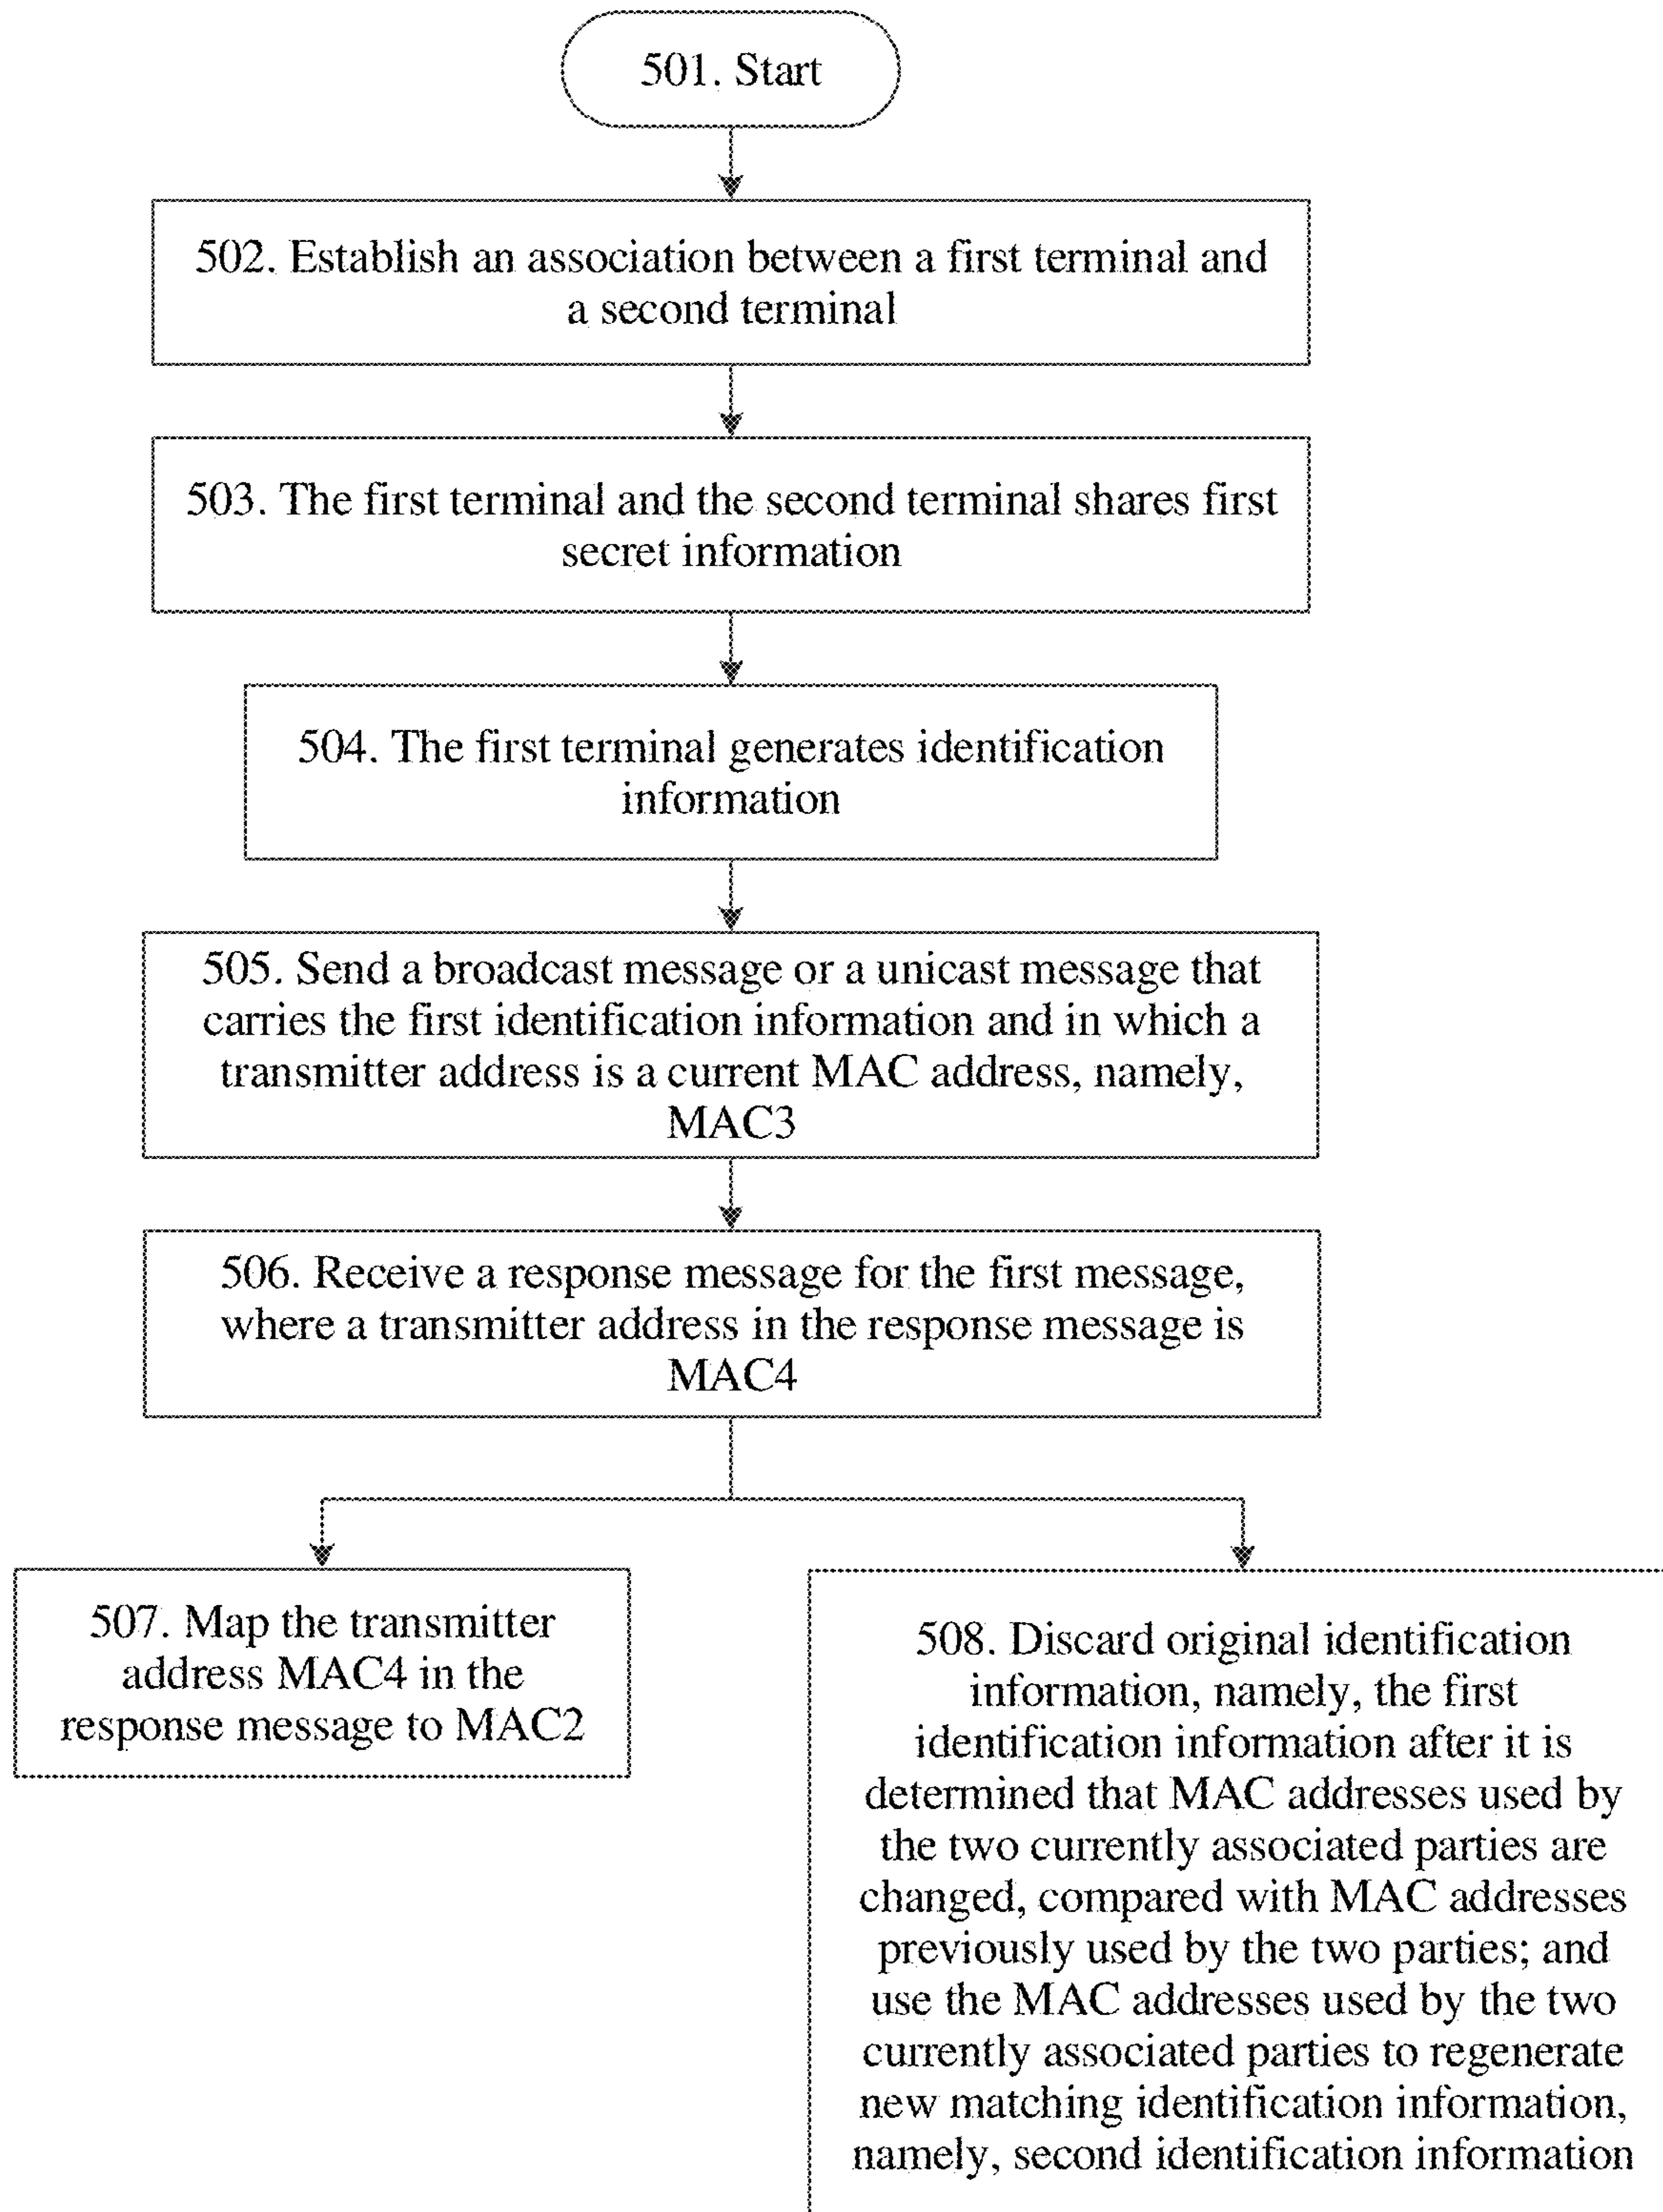 501. Start
502. Establish an association between a first terminal and
a second terminal
503. The first terminal and the second terminal shares first
secret information
504. The first terminal generates identification
information
505. Send a broadcast message or a unicast message that
carries the first identification information and in which a
transmitter address is a current MAC address, namely,
MAC3
506. Receive a response message for the first message,
where a transmitter address in the response message is
MAC4
507. Map the transmitter
address MAC4 in the
response message to MAC2
508. Discard original identification
information, namely, the first
identification information after it is
determined that MAC addresses used by
the two currently associated parties are
changed, compared with MAC addresses
previously used by the two parties; and
use the MAC addresses used by the two
currently associated parties to regenerate
new matching identification information,
namely, second identification information